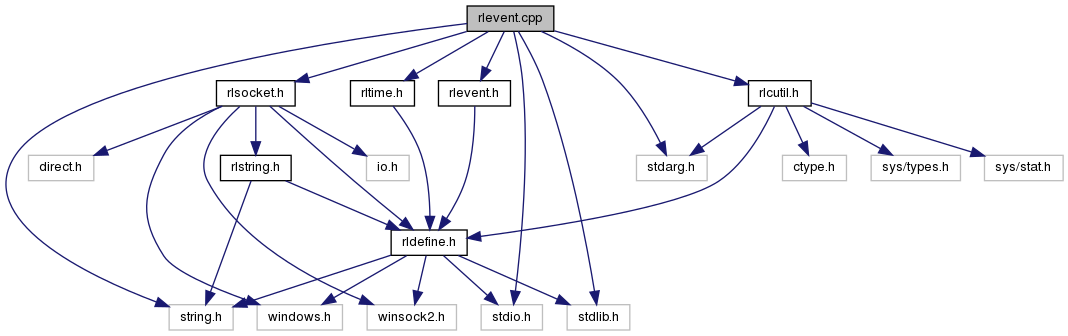 rlevent.cpp
rlsocket.h
rltime.h
rlevent.h
rlcutil.h
direct.h
rlstring.h
io.h
stdarg.h
ctype.h
sys/types.h
sys/stat.h
rldefine.h
string.h
windows.h
winsock2.h
stdio.h
stdlib.h